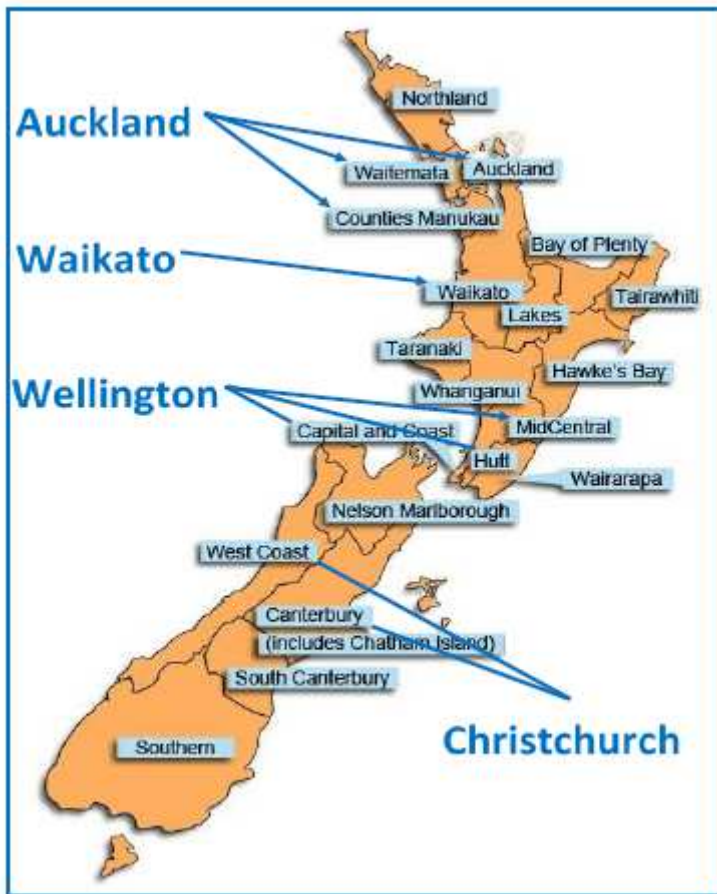 Northland
Auckland
Waitemata
Auckland
Counties Manukau
Bay of Plenty
Waikato
Waikato
Tairawhiti
Lakes
Taranaki
Hawke's Bay
Wellington
Whanganui
MidCentral
Capital and Coast
Hutt
Wairarapa
Nelson Marlborough
West Coast
Canterbury
(includes Chatham Island)
South Canterbury
Christchurch
Southern